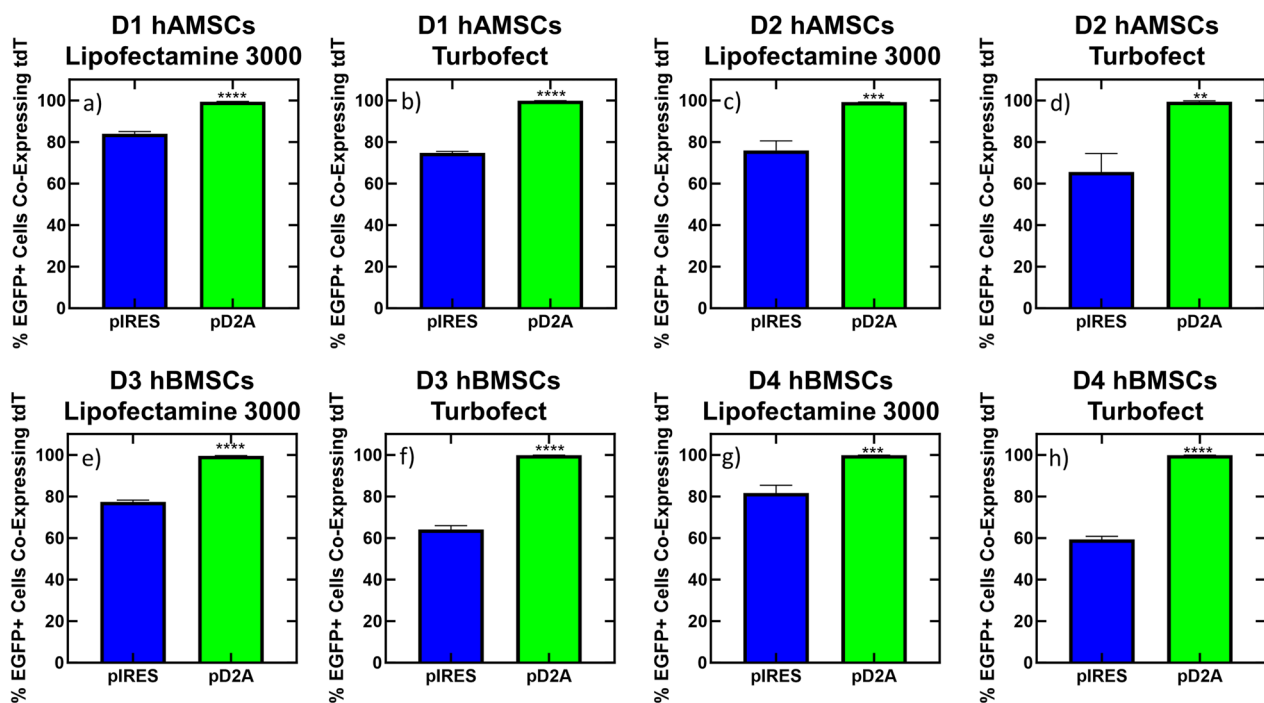 D1 hAMSCs
Lipofectamine 3000
% EGFP+ Cells Co-Expressing tdT
a)
****
100
80
60
40
20
0
pIRES
pD2A
D1 hAMSCs
Turbofect
% EGFP+ Cells Co-Expressing tdT
b)
****
100
80
60
40
20
0
pIRES
pD2A
D2 hAMSCs
Lipofectamine 3000
% EGFP+ Cells Co-Expressing tdT
c)
***
100
80
60
40
20
0
pIRES
pD2A
D2 hAMSCs
Turbofect
% EGFP+ Cells Co-Expressing tdT
d)
**
100
80
60
40
20
0
pIRES
pD2A
D3 hBMSCs
Lipofectamine 3000
% EGFP+ Cells Co-Expressing tdT
e)
****
100
80
60
40
20
0
pIRES
pD2A
D3 hBMSCs
Turbofect
% EGFP+ Cells Co-Expressing tdT
f)
****
100
80
60
40
20
0
pIRES
pD2A
D4 hBMSCs
Lipofectamine 3000
% EGFP+ Cells Co-Expressing tdT
g)
***
100
80
60
40
20
0
pIRES
pD2A
D4 hBMSCs
Turbofect
% EGFP+ Cells Co-Expressing tdT
h)
****
100
80
60
40
20
0
pIRES
pD2A